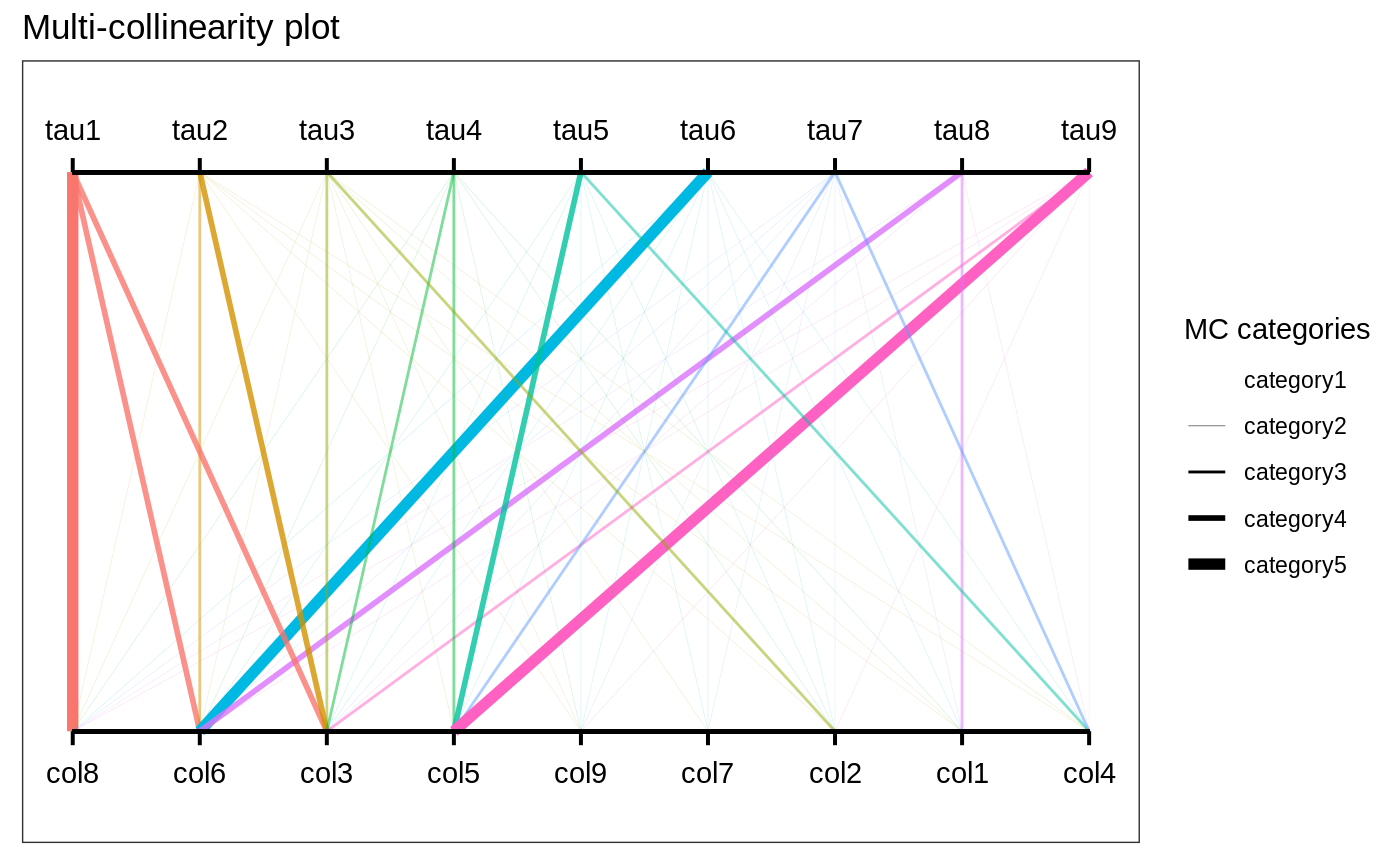 Multi-collinearity plot
tau1 tau2 tau3 tau4 tau5 tau6 tau7 tau8 tau9
col8 col6 col3 col5 col9 col7 col2 col1 col4
MC categories
category1
category2
category3
category4
category5